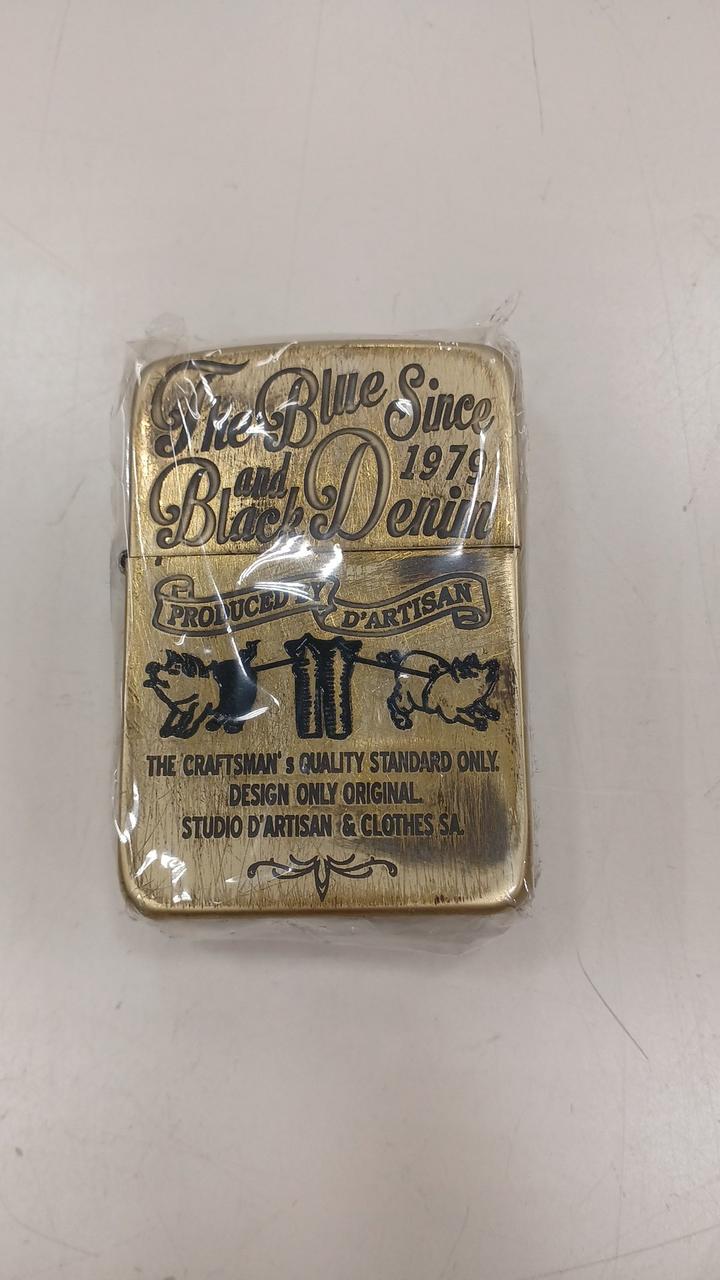 The Blue Since
1979
and
Black Denim
PRODUCED BY D'ARTISAN
THE CRAFTSMAN' s QUALITY STANDARD ONLY.
DESIGN ONLY ORIGINAL.
STUDIO D'ARTISAN & CLOTHES SA.